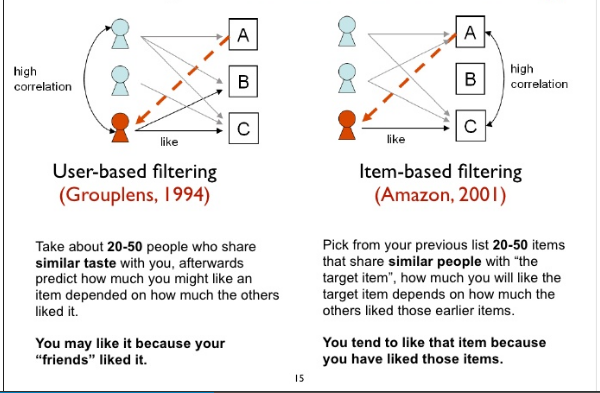 A
B
C
high
correlation
like
User-based filtering
(Grouplens, 1994)
Take about 20-50 people who share
similar taste with you, afterwards
predict how much you might like an
item depended on how much the others
liked it.
You may like it because your
“friends” liked it.
A
B
C
high
correlation
like
Item-based filtering
(Amazon, 2001)
Pick from your previous list 20-50 items
that share similar people with “the
target item”, how much you will like the
target item depends on how much the
others liked those earlier items.
You tend to like that item because
you have liked those items.
15